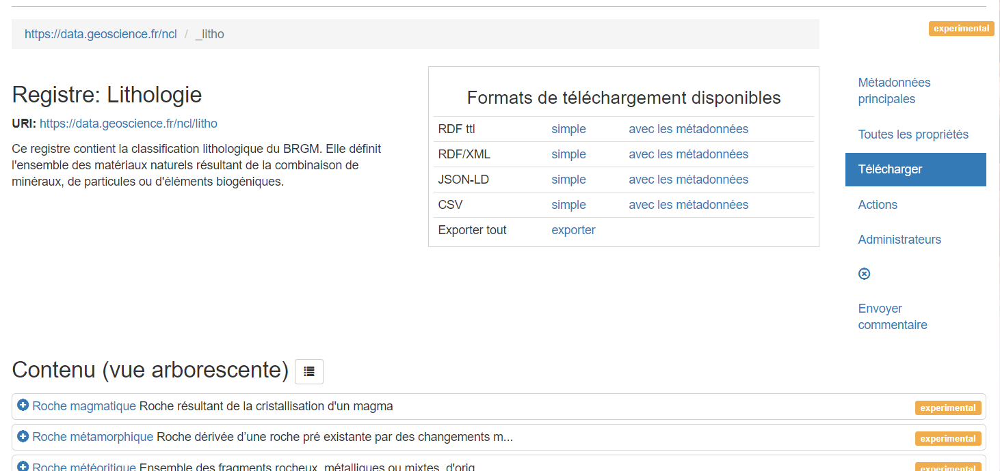 https://data.geoscience.fr/ncl / _litho
experimental
Registre: Lithologie
URI: https://data.geoscience.fr/ncl/litho
Ce registre contient la classification lithologique du BRGM. Elle définit
l'ensemble des matériaux naturels résultant de la combinaison de
minéraux, de particules ou d'éléments biogéniques.
Formats de téléchargement disponibles
RDF ttl simple avec les métadonnées
RDF/XML simple avec les métadonnées
JSON-LD simple avec les métadonnées
CSV simple avec les métadonnées
Exporter tout exporter
Métadonnées
principales
Toutes les propriétés
Télécharger
Actions
Administrateurs
Envoyer
commentaire
Contenu (vue arborescente)
Roche magmatique Roche résultant de la cristallisation d'un magma experimental
Roche métamorphique Roche dérivée d’une roche pré existante par des changements m... experimental
Roche météoritique Ensemble des fragments rocheux, métalliques ou mixtes, d'orig... experimental